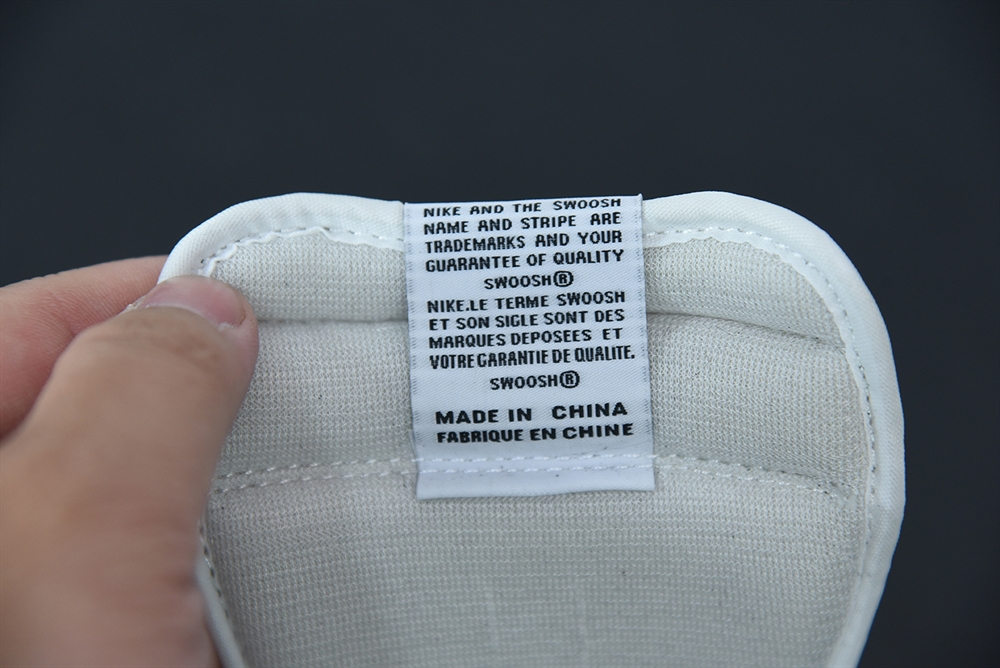 NIKE AND THE SWOOSH
NAME AND STRIPE ARE
TRADEMARKS AND YOUR
GUARANTEE OF QUALITY
SWOOSH®
NIKE.LE TERME SWOOSH
ET SON SIGLE SONT DES
MARQUES DEPOSEES ET
VOTRE GARANTIE DE QUALITE.
SWOOSH®
MADE IN CHINA
FABRIQUE EN CHINE